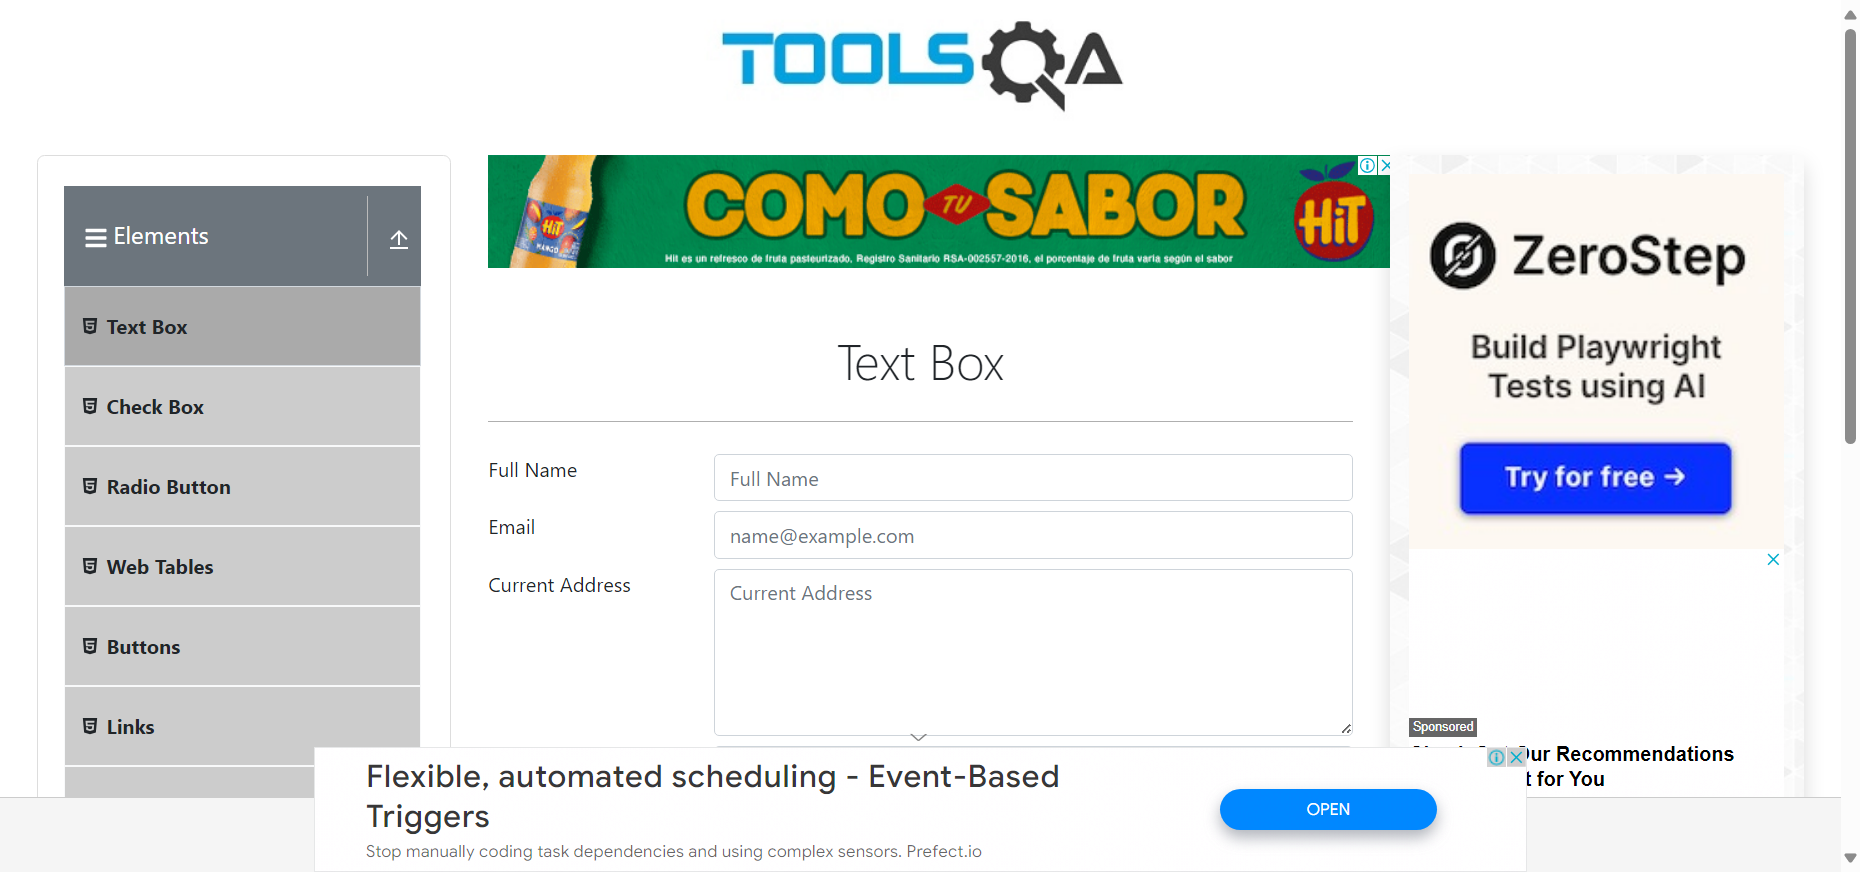 TOOLSQA
Elements
Text Box
Check Box
Radio Button
Web Tables
Buttons
Links
COMO TU SABOR
HiT
HiT
MANGO
Hit es un refresco de fruta pasteurizado. Registro Sanitario RSA-002557-2016, el porcentaje de fruta varia según el sabor
Text Box
Full Name
Full Name
Email
name@example.com
Current Address
Current Address
ZeroStep
Build Playwright
Tests using AI
Try for free →
Sponsored
Our Recommendations
t for You
Flexible, automated scheduling - Event-Based
Triggers
Stop manually coding task dependencies and using complex sensors. Prefect.io
OPEN